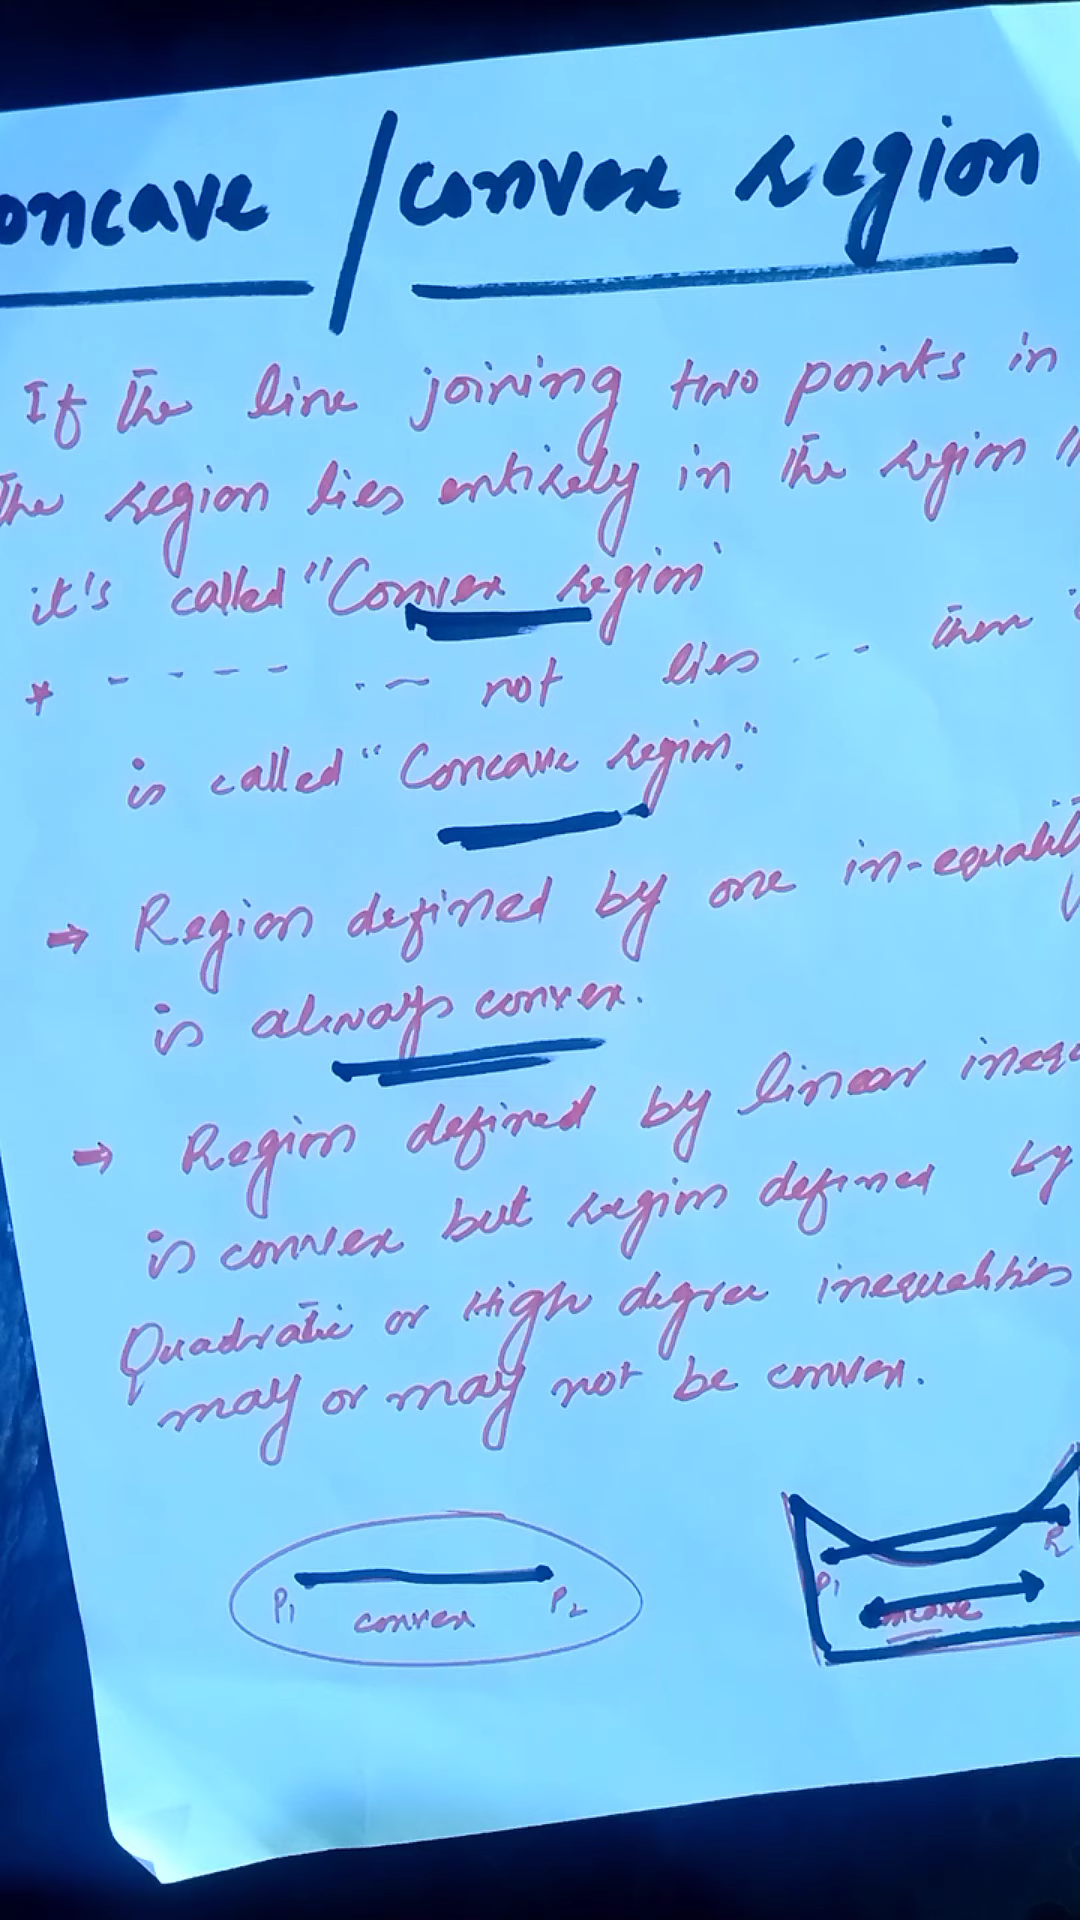 oncave / convex region
If the line joining two points in
the region lies entirely in the region
it's called "Convex region"
* - - - - - - - not lies - - - then
is called "Concave region".
⇒ Region defined by one in-equalit
is always convex.
⇒ Region defined by linear inequ
is convex but region defined by
Quadratic or High degree inequalities
may or may not be convex.
P1 convex P2
P1